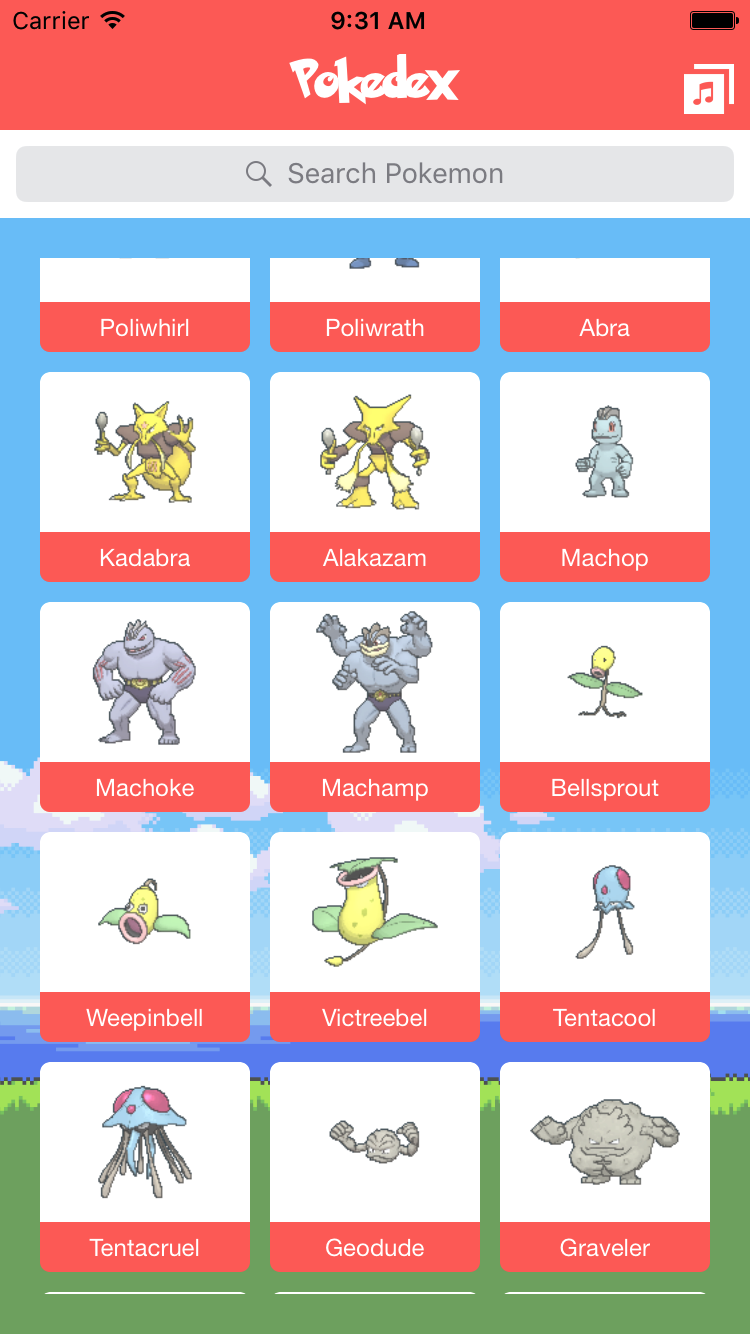 Carrier 9:31 AM
Pokedex
Search Pokemon
Poliwhirl Poliwrath Abra
Kadabra Alakazam Machop
Machoke Machamp Bellsprout
Weepinbell Victreebel Tentacool
Tentacruel Geodude Graveler